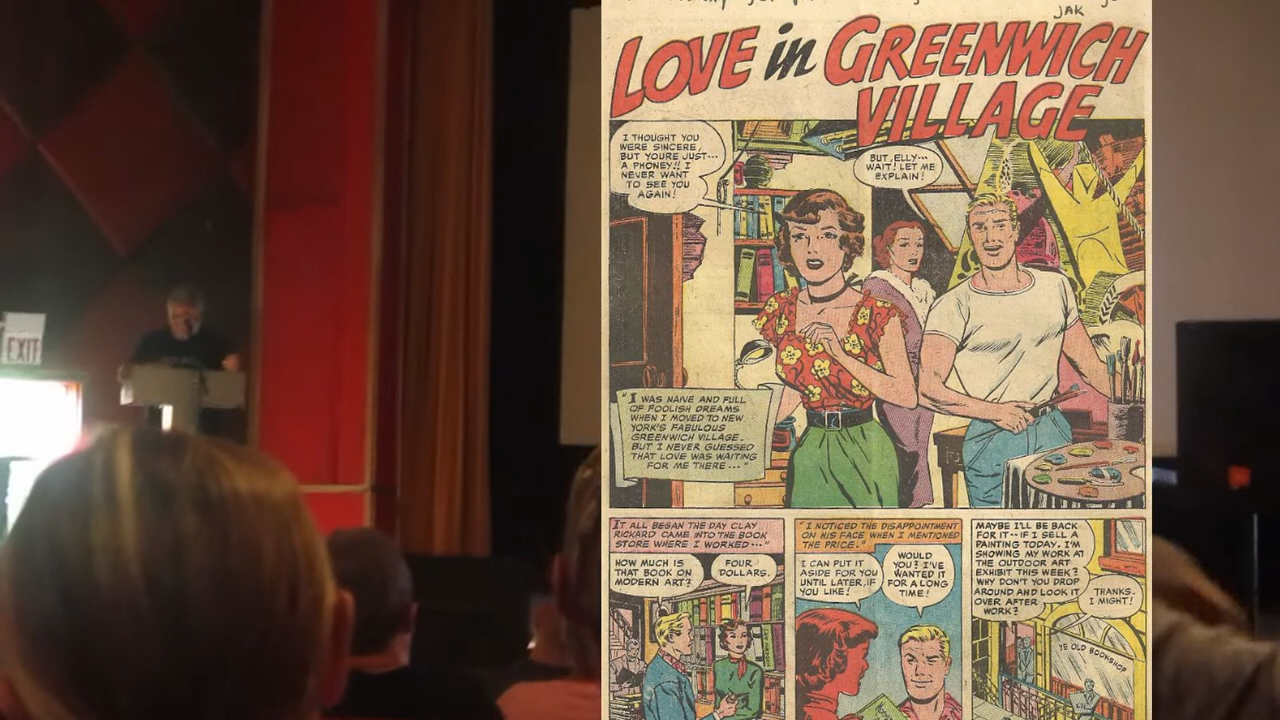 EXIT
JAK
LOVE in GREENWICH
VILLAGE
I THOUGHT YOU
WERE SINCERE,
BUT YOU'RE JUST...
A PHONEY!! I
NEVER WANT
TO SEE YOU
AGAIN!
BUT, ELLY...
WAIT! LET ME
EXPLAIN!
"I WAS NAIVE AND FULL
OF FOOLISH DREAMS
WHEN I MOVED TO NEW
YORK'S FABULOUS
GREENWICH VILLAGE.
BUT I NEVER GUESSED
THAT LOVE WAS WAITING
FOR ME THERE..."
IT ALL BEGAN THE DAY CLAY
RICKARD CAME INTO THE BOOK
STORE WHERE I WORKED..."
HOW MUCH IS
THAT BOOK ON
MODERN ART?
FOUR
DOLLARS.
"I NOTICED THE DISAPPOINTMENT
ON HIS FACE WHEN I MENTIONED
THE PRICE."
I CAN PUT IT
ASIDE FOR YOU
UNTIL LATER, IF
YOU LIKE!
WOULD
YOU? I'VE
WANTED IT
FOR A LONG
TIME!
MAYBE I'LL BE BACK
FOR IT-- IF I SELL A
PAINTING TODAY. I'M
SHOWING MY WORK AT
THE OUTDOOR ART
EXHIBIT THIS WEEK?
WHY DON'T YOU DROP
AROUND AND LOOK IT
OVER AFTER
WORK?
THANKS.
I MIGHT!
YE OLD BOOKSHOP